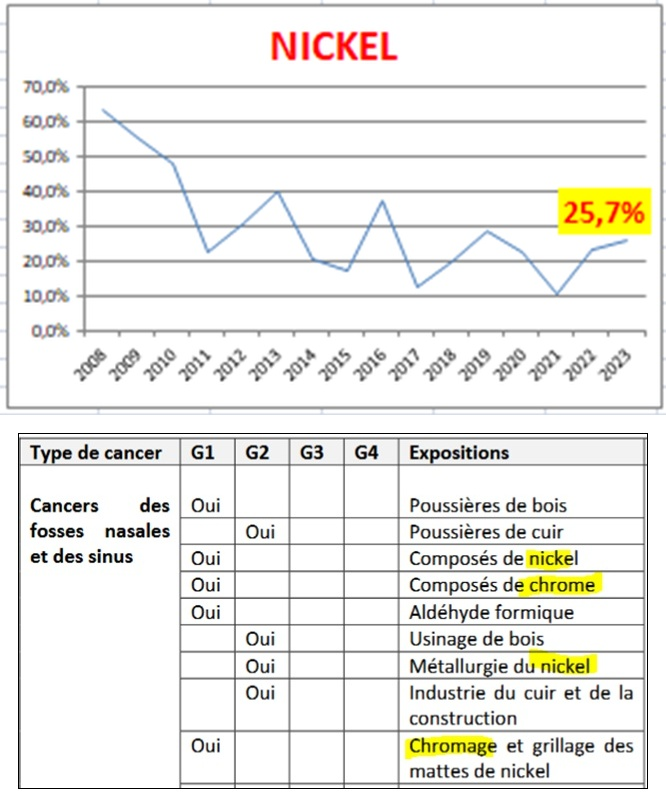 NICKEL
70,0%
60,0%
50,0%
40,0%
30,0%
20,0%
10,0%
0,0%
25,7%
2008 2009 2010 2011 2012 2013 2014 2015 2016 2017 2018 2019 2020 2021 2022 2023
Type de cancer G1 G2 G3 G4 Expositions
Cancers des Oui Poussières de bois
fosses nasales Oui Poussières de cuir
et des sinus Oui Composés de nickel
Oui Composés de chrome
Oui Aldéhyde formique
Oui Usinage de bois
Oui Métallurgie du nickel
Oui Industrie du cuir et de la
construction
Oui Chromage et grillage des
mattes de nickel